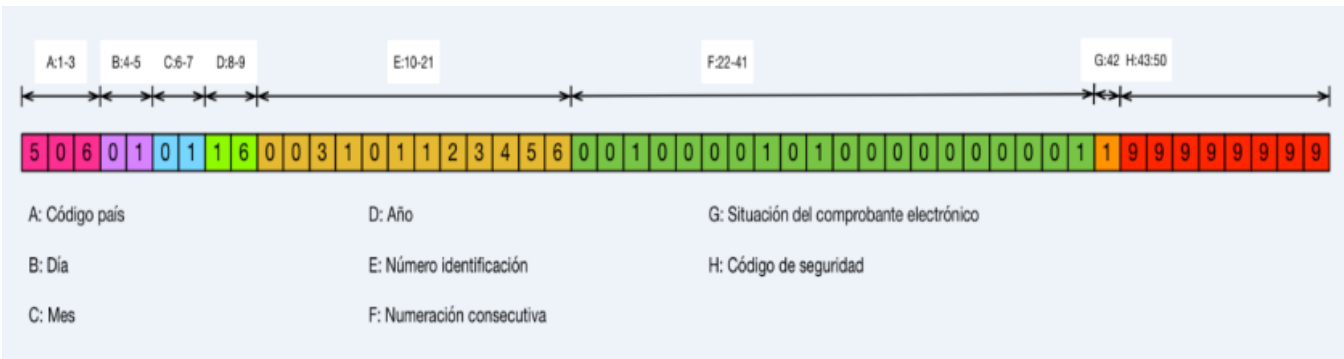 A:1-3 B:4-5 C:6-7 D:8-9 E:10-21 F:22-41 G:42 H:43:50
5 0 6 0 1 0 1 1 6 0 0 3 1 0 1 1 2 3 4 5 6 0 0 1 0 0 0 0 1 0 1 0 0 0 0 0 0 0 0 0 1 1 9 9 9 9 9 9 9 9
A: Código país D: Año G: Situación del comprobante electrónico
B: Día E: Número identificación H: Código de seguridad
C: Mes F: Numeración consecutiva